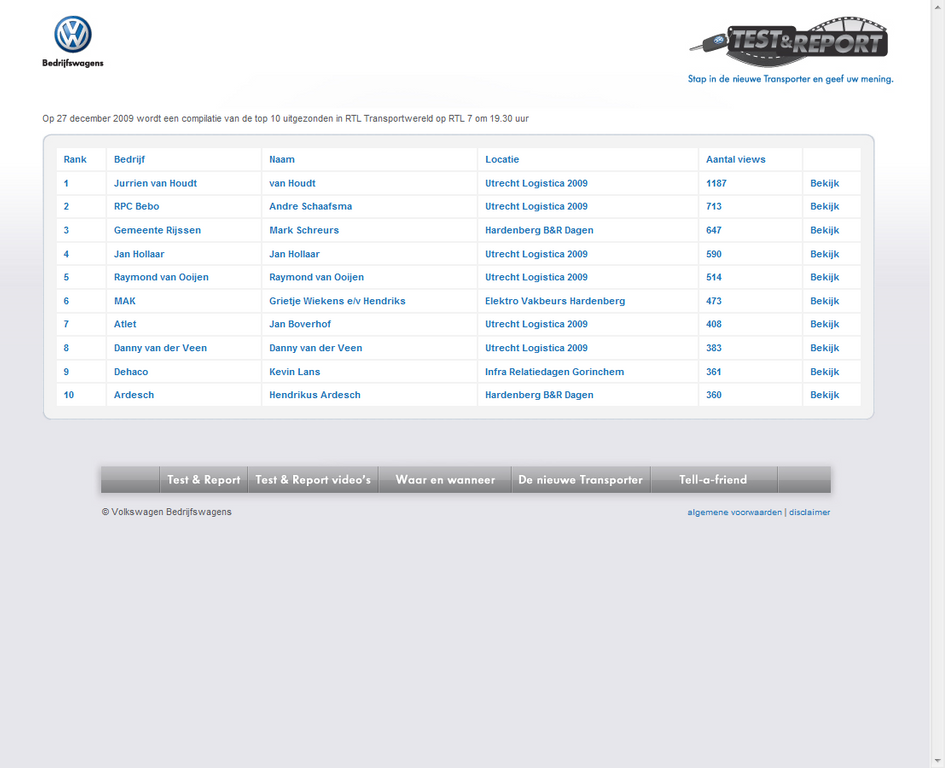 Bedrijfswagens
TEST&REPORT
Stap in de nieuwe Transporter en geef uw mening.
Op 27 december 2009 wordt een compilatie van de top 10 uitgezonden in RTL Transportwereld op RTL 7 om 19.30 uur
Rank Bedrijf Naam Locatie Aantal views
1 Jurrien van Houdt van Houdt Utrecht Logistica 2009 1187 Bekijk
2 RPC Bebo Andre Schaafsma Utrecht Logistica 2009 713 Bekijk
3 Gemeente Rijssen Mark Schreurs Hardenberg B&R Dagen 647 Bekijk
4 Jan Hollaar Jan Hollaar Utrecht Logistica 2009 590 Bekijk
5 Raymond van Ooijen Raymond van Ooijen Utrecht Logistica 2009 514 Bekijk
6 MAK Grietje Wiekens e/v Hendriks Elektro Vakbeurs Hardenberg 473 Bekijk
7 Atlet Jan Boverhof Utrecht Logistica 2009 408 Bekijk
8 Danny van der Veen Danny van der Veen Utrecht Logistica 2009 383 Bekijk
9 Dehaco Kevin Lans Infra Relatiedagen Gorinchem 361 Bekijk
10 Ardesch Hendrikus Ardesch Hardenberg B&R Dagen 360 Bekijk
Test & Report Test & Report video's Waar en wanneer De nieuwe Transporter Tell-a-friend
© Volkswagen Bedrijfswagens algemene voorwaarden | disclaimer